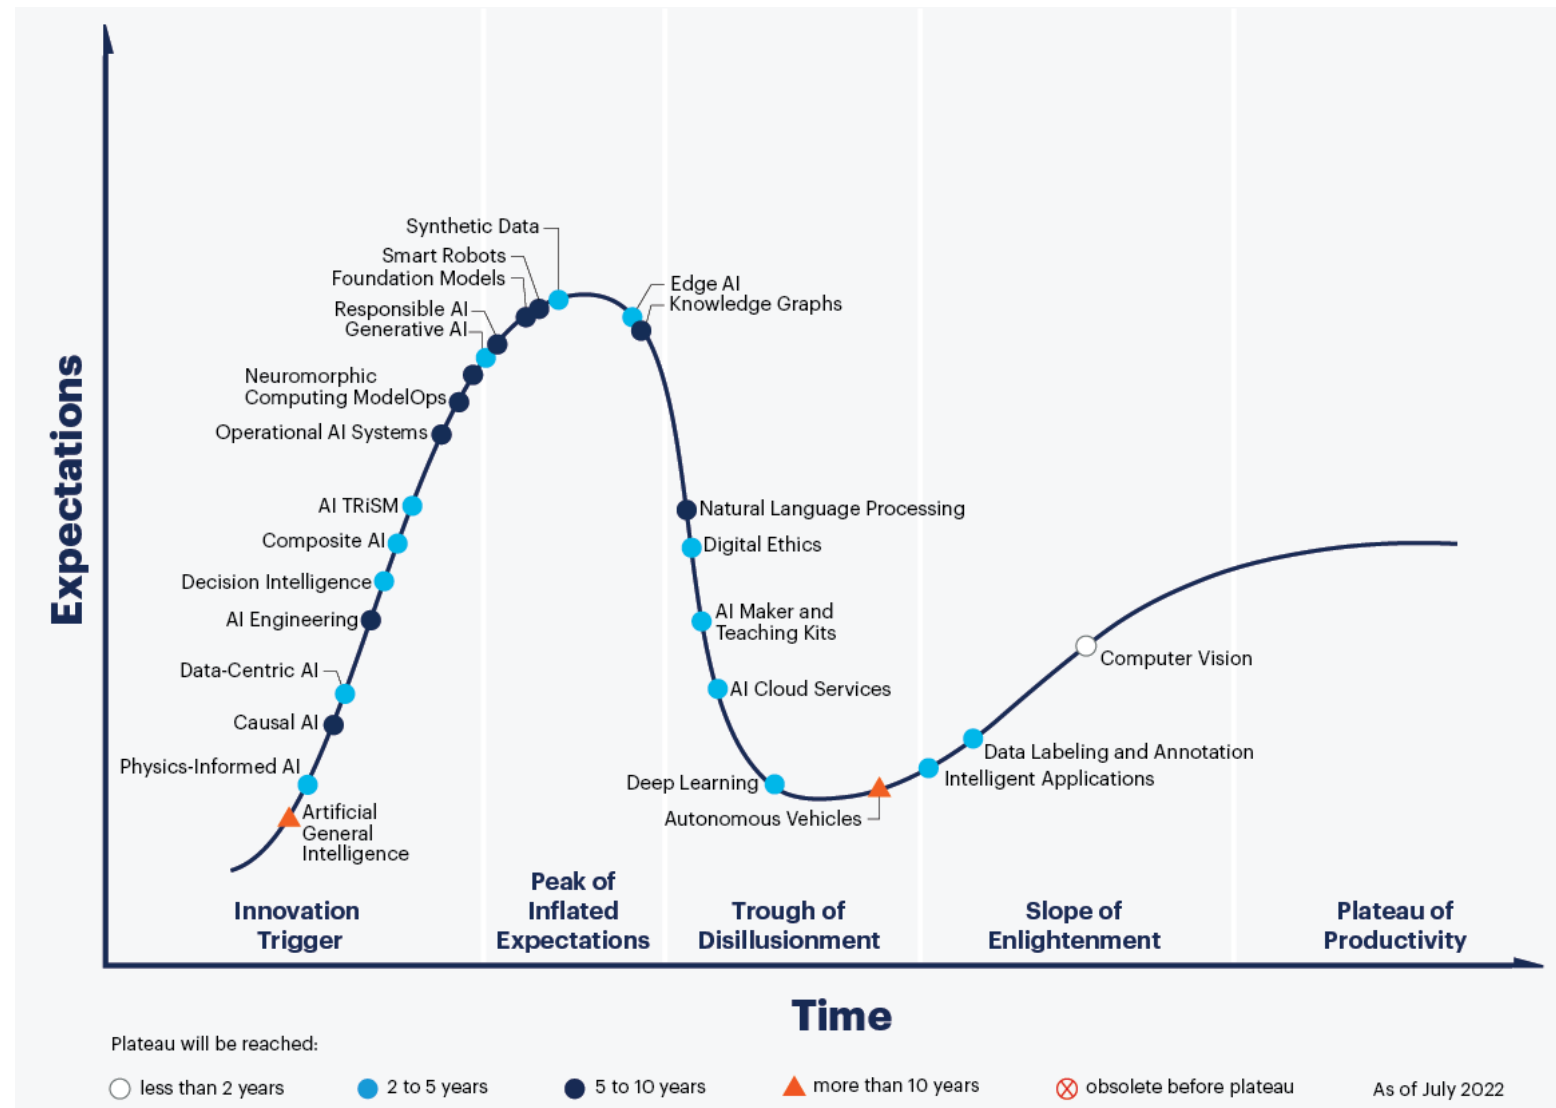 Expectations
Synthetic Data
Smart Robots
Foundation Models
Responsible AI
Generative AI
Neuromorphic
Computing ModelOps
Operational AI Systems
AI TRiSM
Composite AI
Decision Intelligence
AI Engineering
Data-Centric AI
Causal AI
Physics-Informed AI
Artificial
General
Intelligence
Edge AI
Knowledge Graphs
Natural Language Processing
Digital Ethics
AI Maker and
Teaching Kits
AI Cloud Services
Deep Learning
Autonomous Vehicles
Computer Vision
Data Labeling and Annotation
Intelligent Applications
Innovation
Trigger
Peak of
Inflated
Expectations
Trough of
Disillusionment
Slope of
Enlightenment
Plateau of
Productivity
Time
Plateau will be reached:
less than 2 years
2 to 5 years
5 to 10 years
more than 10 years
obsolete before plateau
As of July 2022